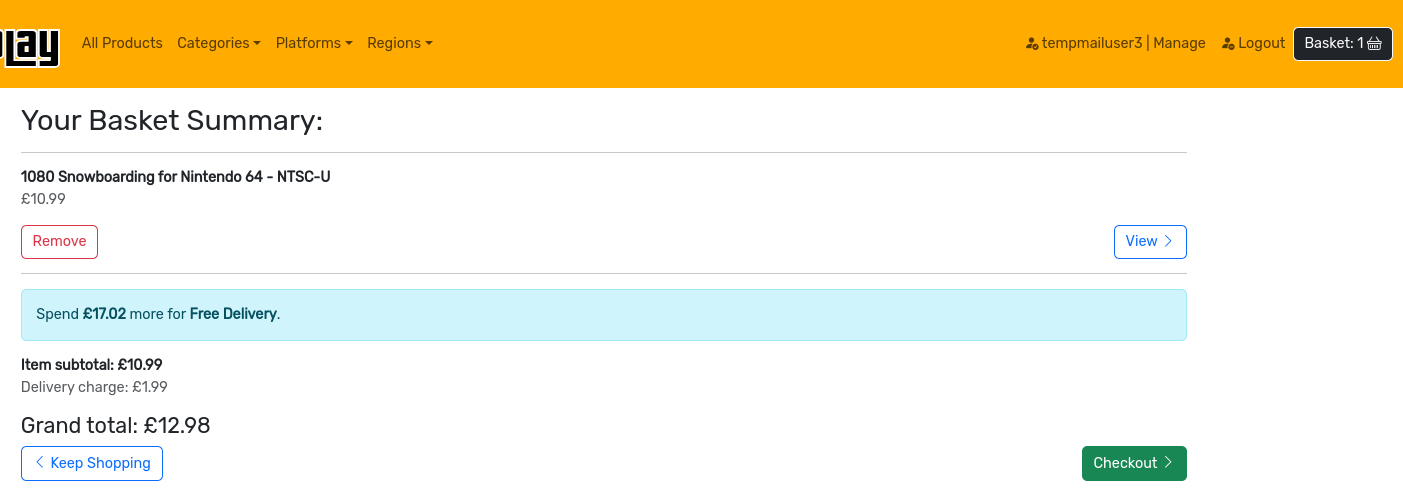 play
All Products Categories Platforms Regions
tempmailuser3 | Manage Logout Basket: 1
Your Basket Summary:
1080 Snowboarding for Nintendo 64 - NTSC-U
£10.99
Remove View
Spend £17.02 more for Free Delivery.
Item subtotal: £10.99
Delivery charge: £1.99
Grand total: £12.98
Keep Shopping Checkout